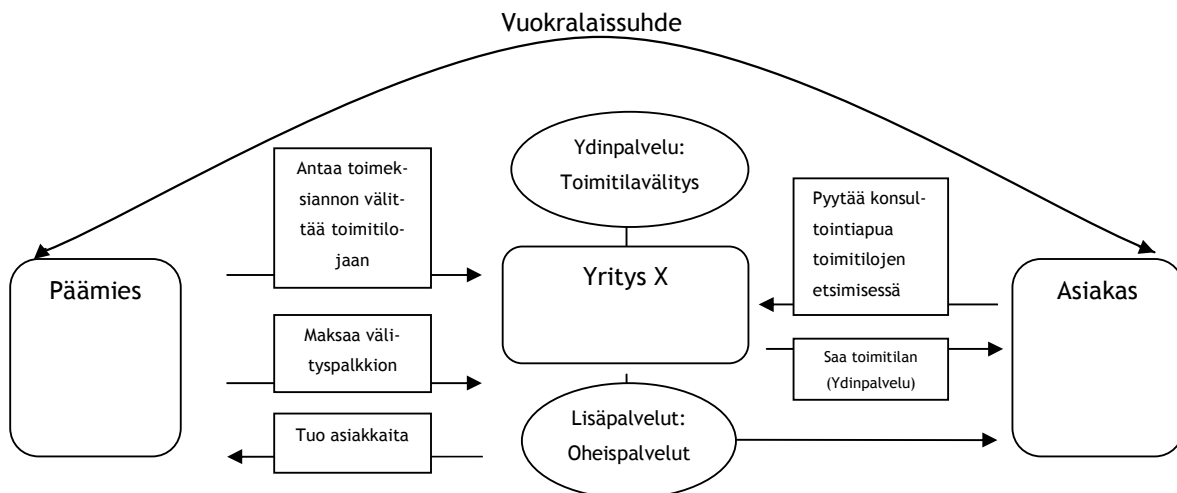 Vuokralaissuhde
Ydinpalvelu:
Toimitilavälitys
Antaa toimek-
siannon välit-
tää toimitilo-
jaan
Pyytää konsul-
tointiapua
toimitilojen
etsimisessä
Päämies
Yritys X
Asiakas
Maksaa väli-
tyspalkkion
Saa toimitilan
(Ydinpalvelu)
Tuo asiakkaita
Lisäpalvelut:
Oheispalvelut